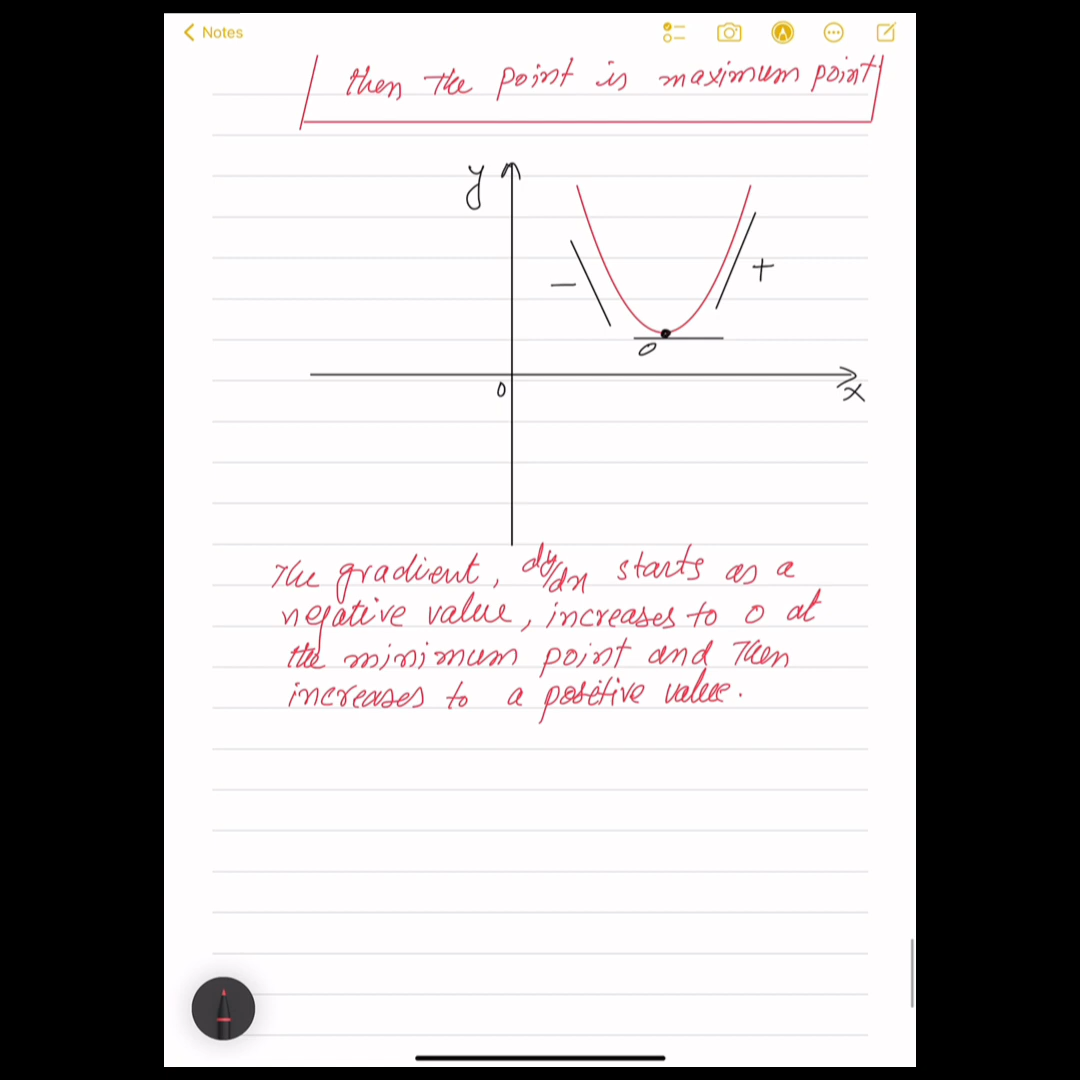 Notes
then the point is maximum point
y
−
+
0
0
x
The gradient, dy/dx starts as a
negative value, increases to 0 at
the minimum point and then
increases to a positive value.